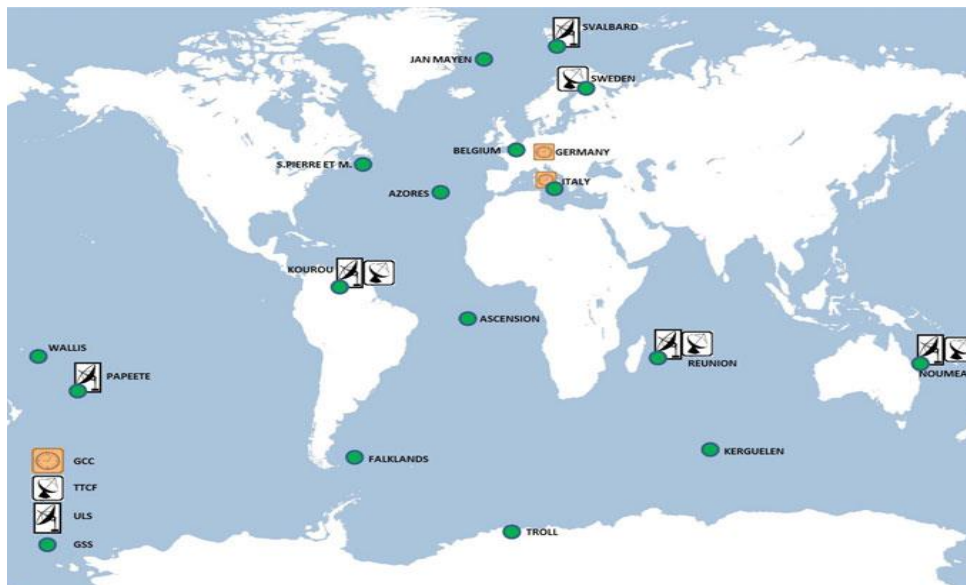 SVALBARD
JAN MAYEN
SWEDEN
BELGIUM
GERMANY
S.PIERRE ET M.
ITALY
AZORES
KOUROU
ASCENSION
WALLIS
REUNION
PAPEETE
NOUMEA
KERGUELEN
FALKLANDS
GCC
TTCF
ULS
TROLL
GSS